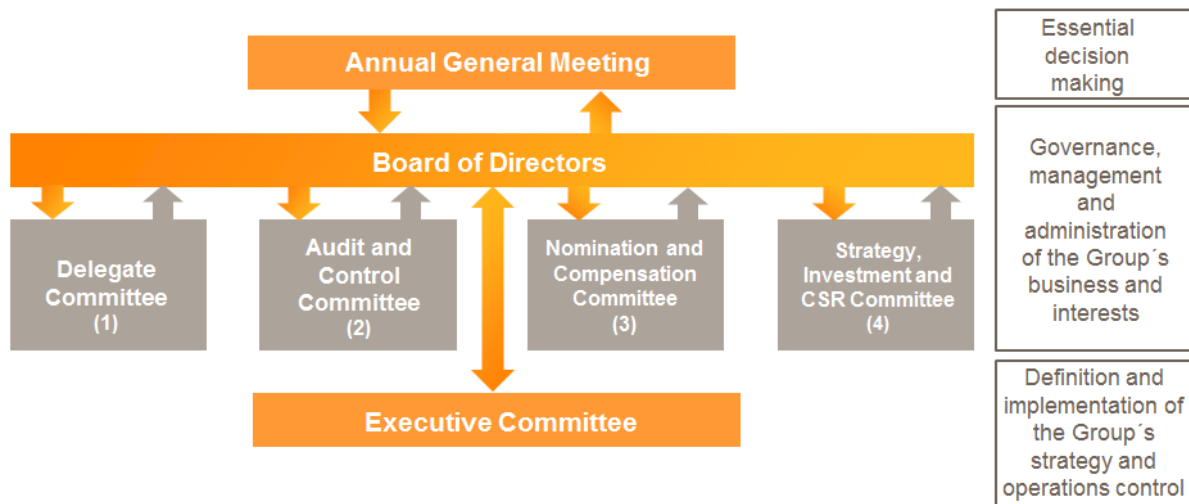 Annual General Meeting
Essential
decision
making
Board of Directors
Delegate
Committee
(1)
Audit and
Control
Committee
(2)
Nomination and
Compensation
Committee
(3)
Strategy,
Investment and
CSR Committee
(4)
Governance,
management
and
administration
of the Group´s
business and
interests
Executive Committee
Definition and
implementation of
the Group´s
strategy and
operations control